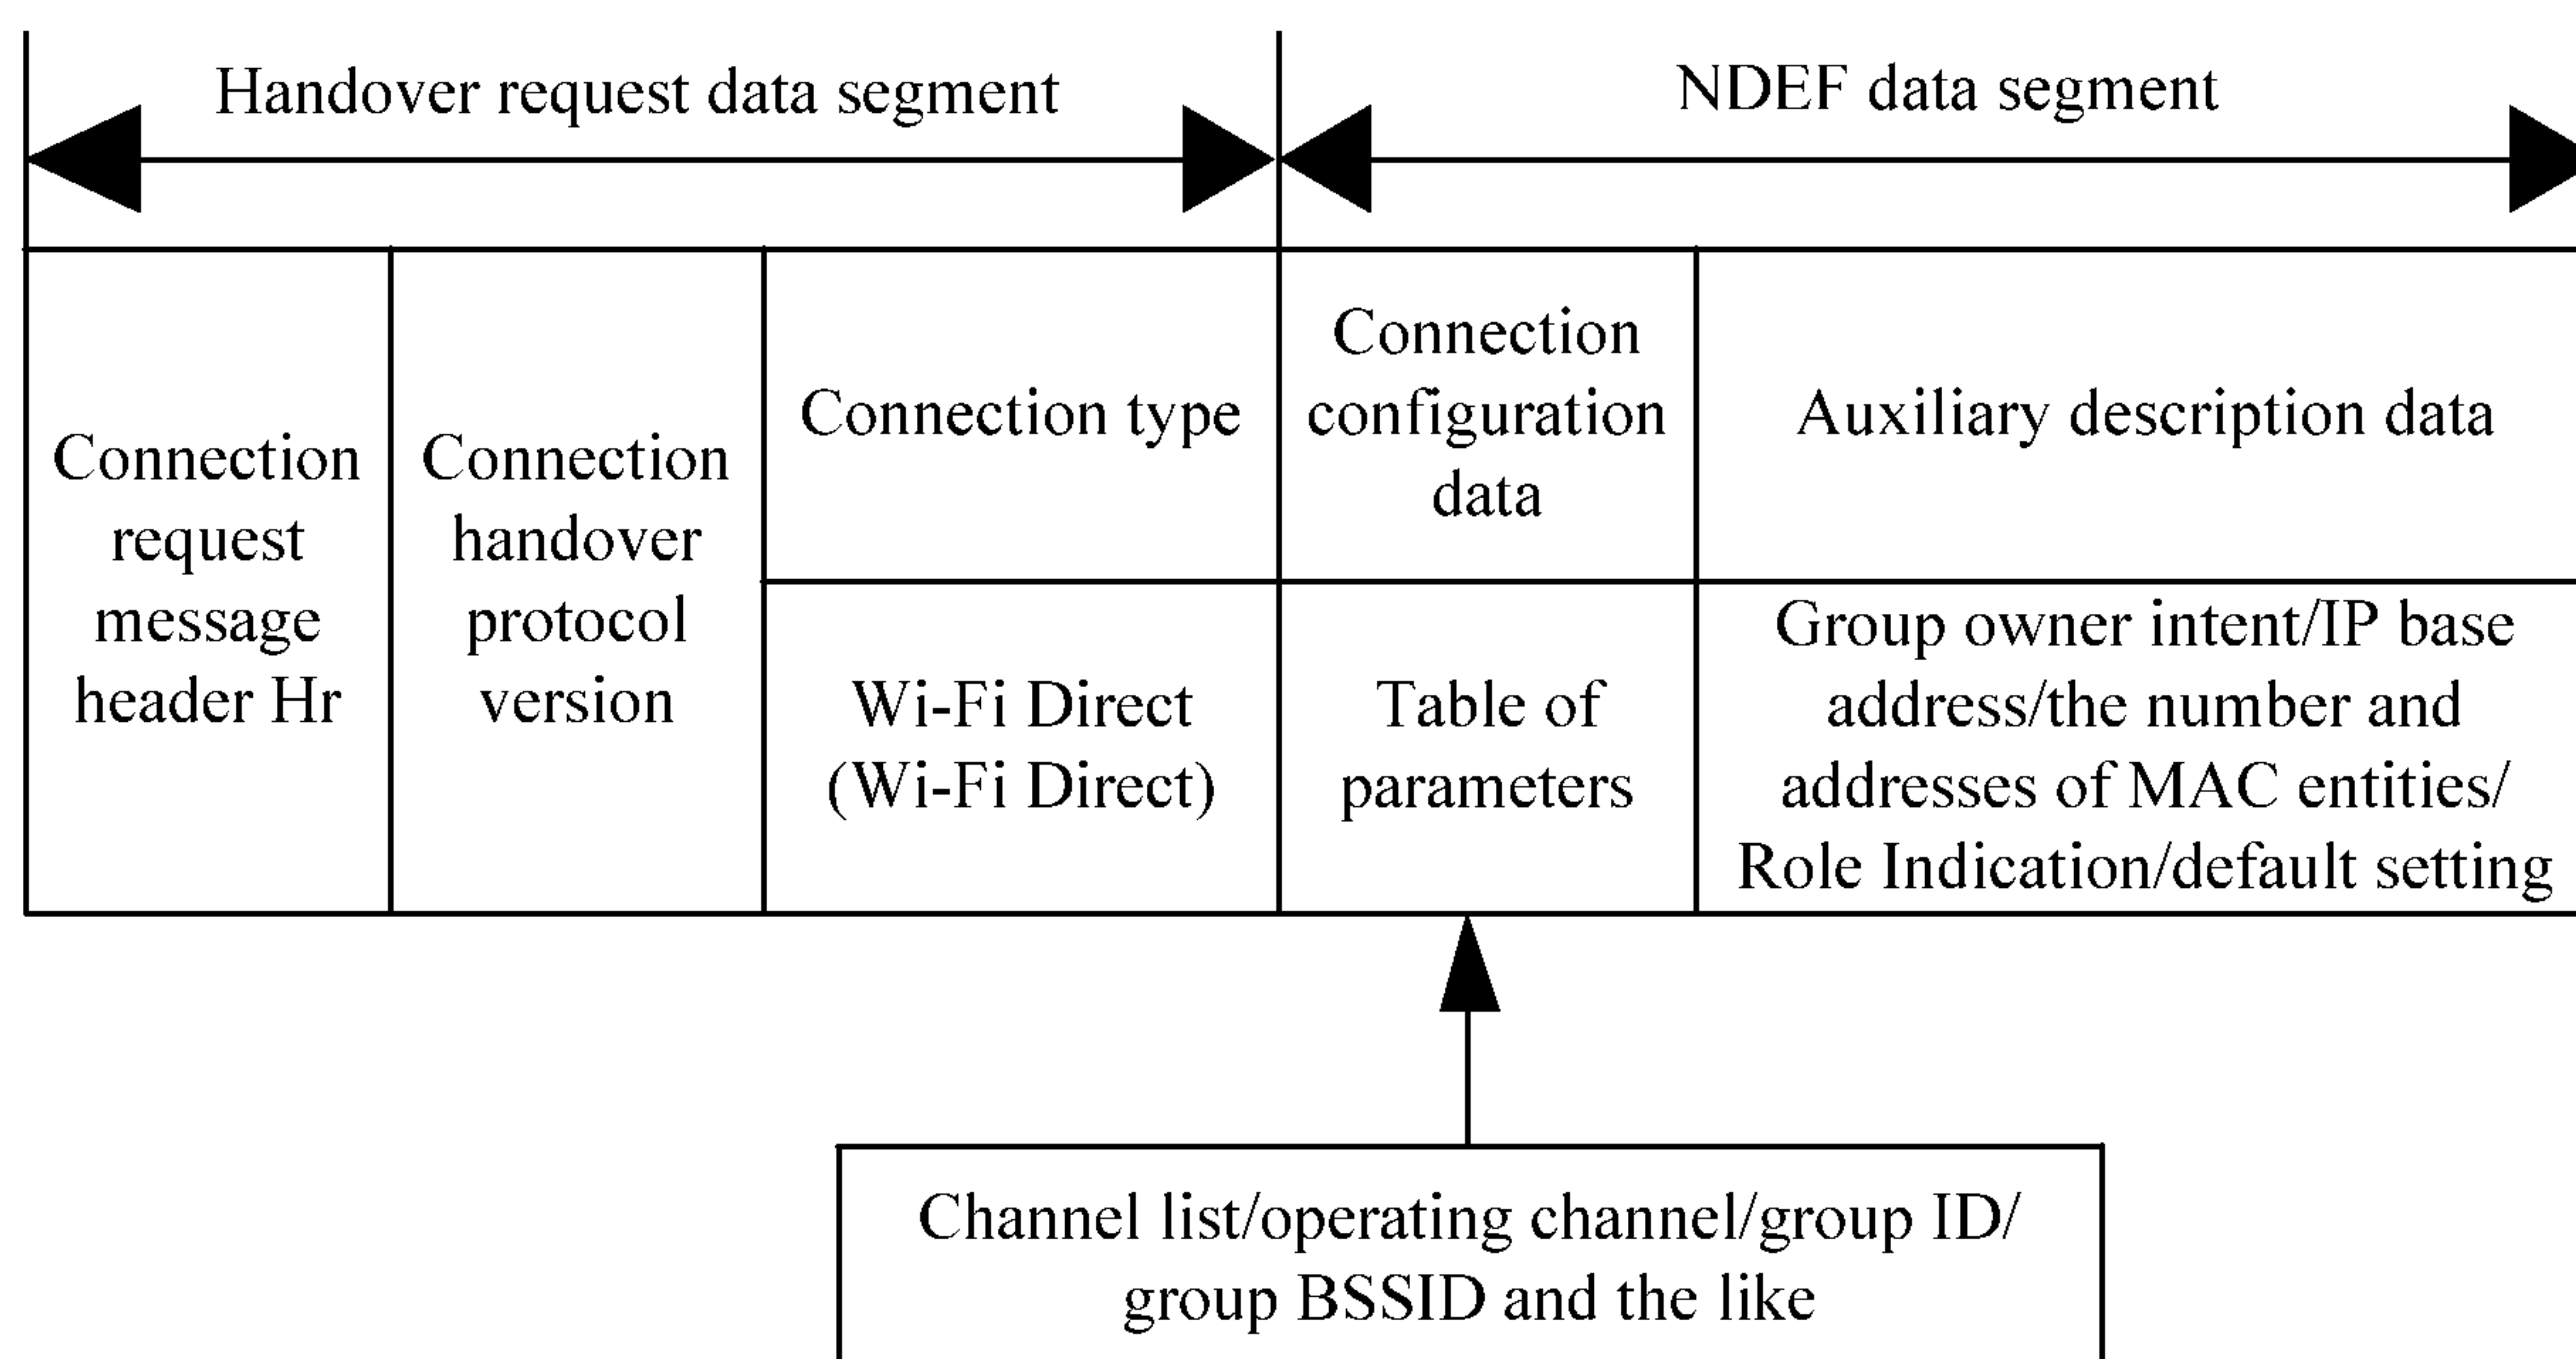 Handover request data segment
NDEF data segment
Connection
request
message
header Hr
Connection
handover
protocol
version
Connection type
Wi-Fi Direct
(Wi-Fi Direct)
Connection
configuration
data
Table of
parameters
Auxiliary description data
Group owner intent/IP base
address/the number and
addresses of MAC entities/
Role Indication/default setting
Channel list/operating channel/group ID/
group BSSID and the like